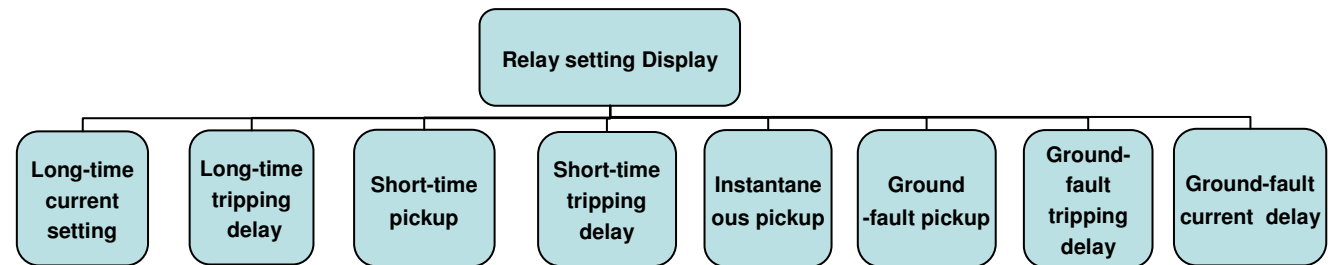 Relay setting Display
Long-time
current
setting
Long-time
tripping
delay
Short-time
pickup
Short-time
tripping
delay
Instantane
ous pickup
Ground
-fault pickup
Ground-
fault
tripping
delay
Ground-fault
current delay